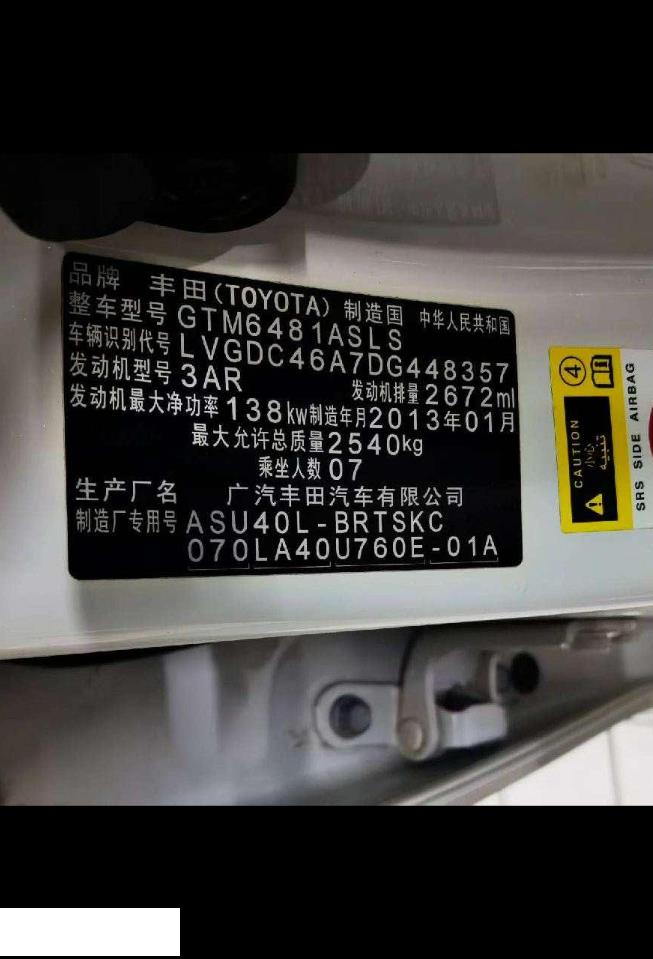 品牌 丰田(TOYOTA) 制造国 中华人民共和国
整车型号 GTM6481ASLS
车辆识别代号 LVGDC46A7DG448357
发动机型号 3AR 发动机排量 2672ml
发动机最大净功率 138kw 制造年月 2013年01月
最大允许总质量 2540kg
乘坐人数 07
生产厂名 广汽丰田汽车有限公司
制造厂专用号 ASU40L-BRTSKC
070LA40U760E-01A
4
CAUTION
小心
تنبيه
SRS SIDE AIRBAG